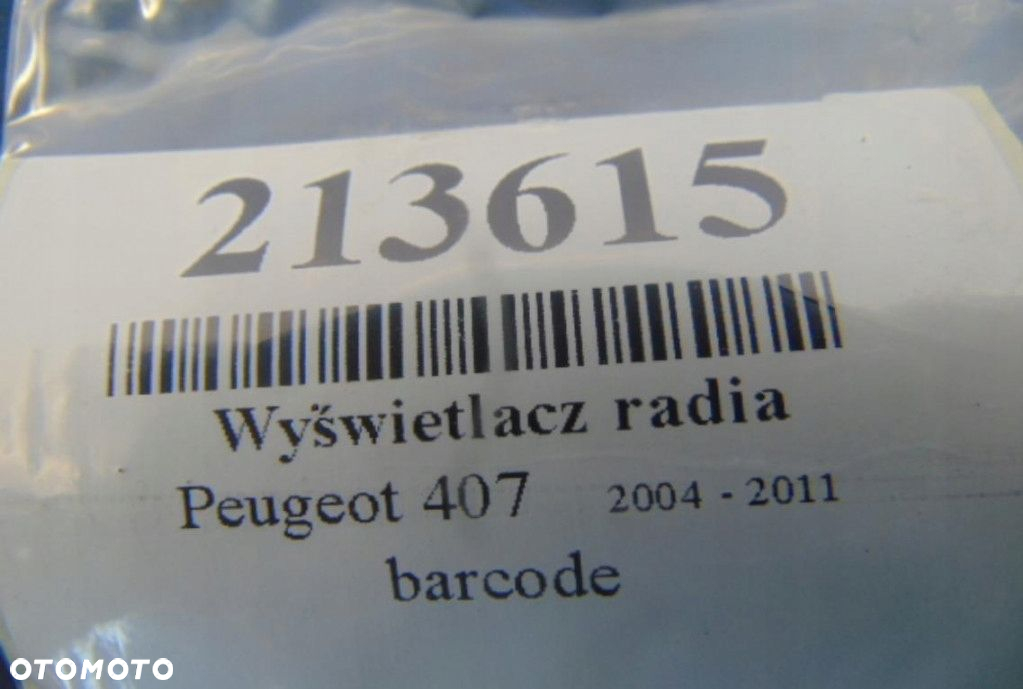 213615
Wyświetlacz radia
Peugeot 407 2004 - 2011
barcode
OTOMOTO